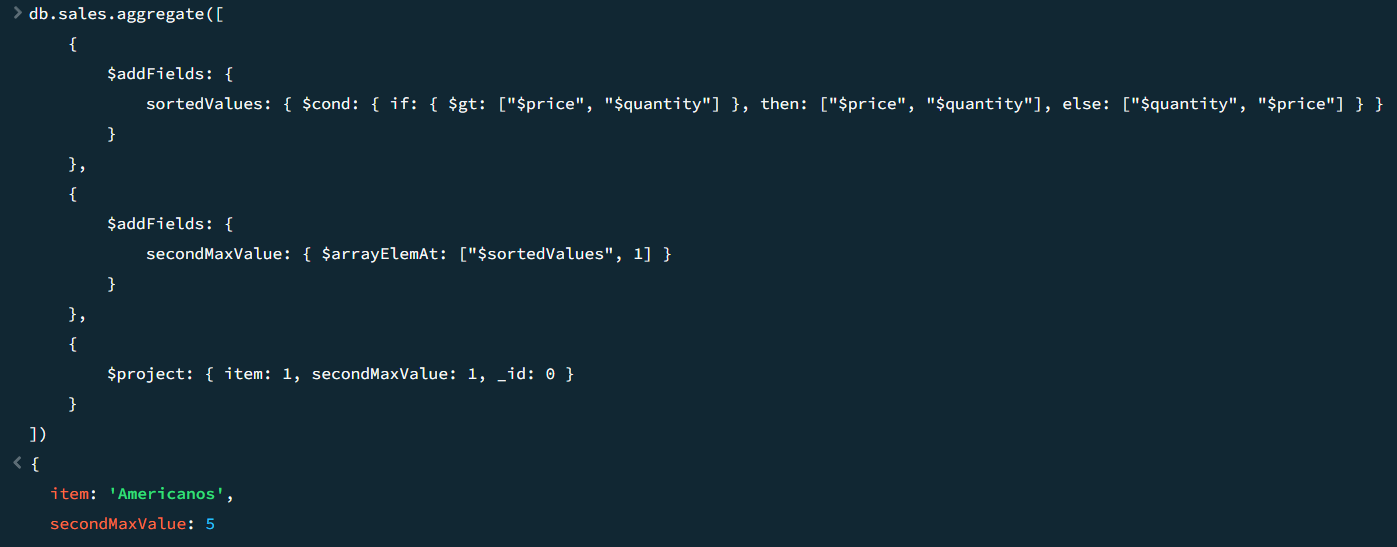 db.sales.aggregate([
{
$addFields: {
sortedValues: { $cond: { if: { $gt: ["$price", "$quantity"] }, then: ["$price", "$quantity"], else: ["$quantity", "$price"] } }
}
},
{
$addFields: {
secondMaxValue: { $arrayElemAt: ["$sortedValues", 1] }
}
},
{
$project: { item: 1, secondMaxValue: 1, _id: 0 }
}
])
{
item: 'Americanos',
secondMaxValue: 5